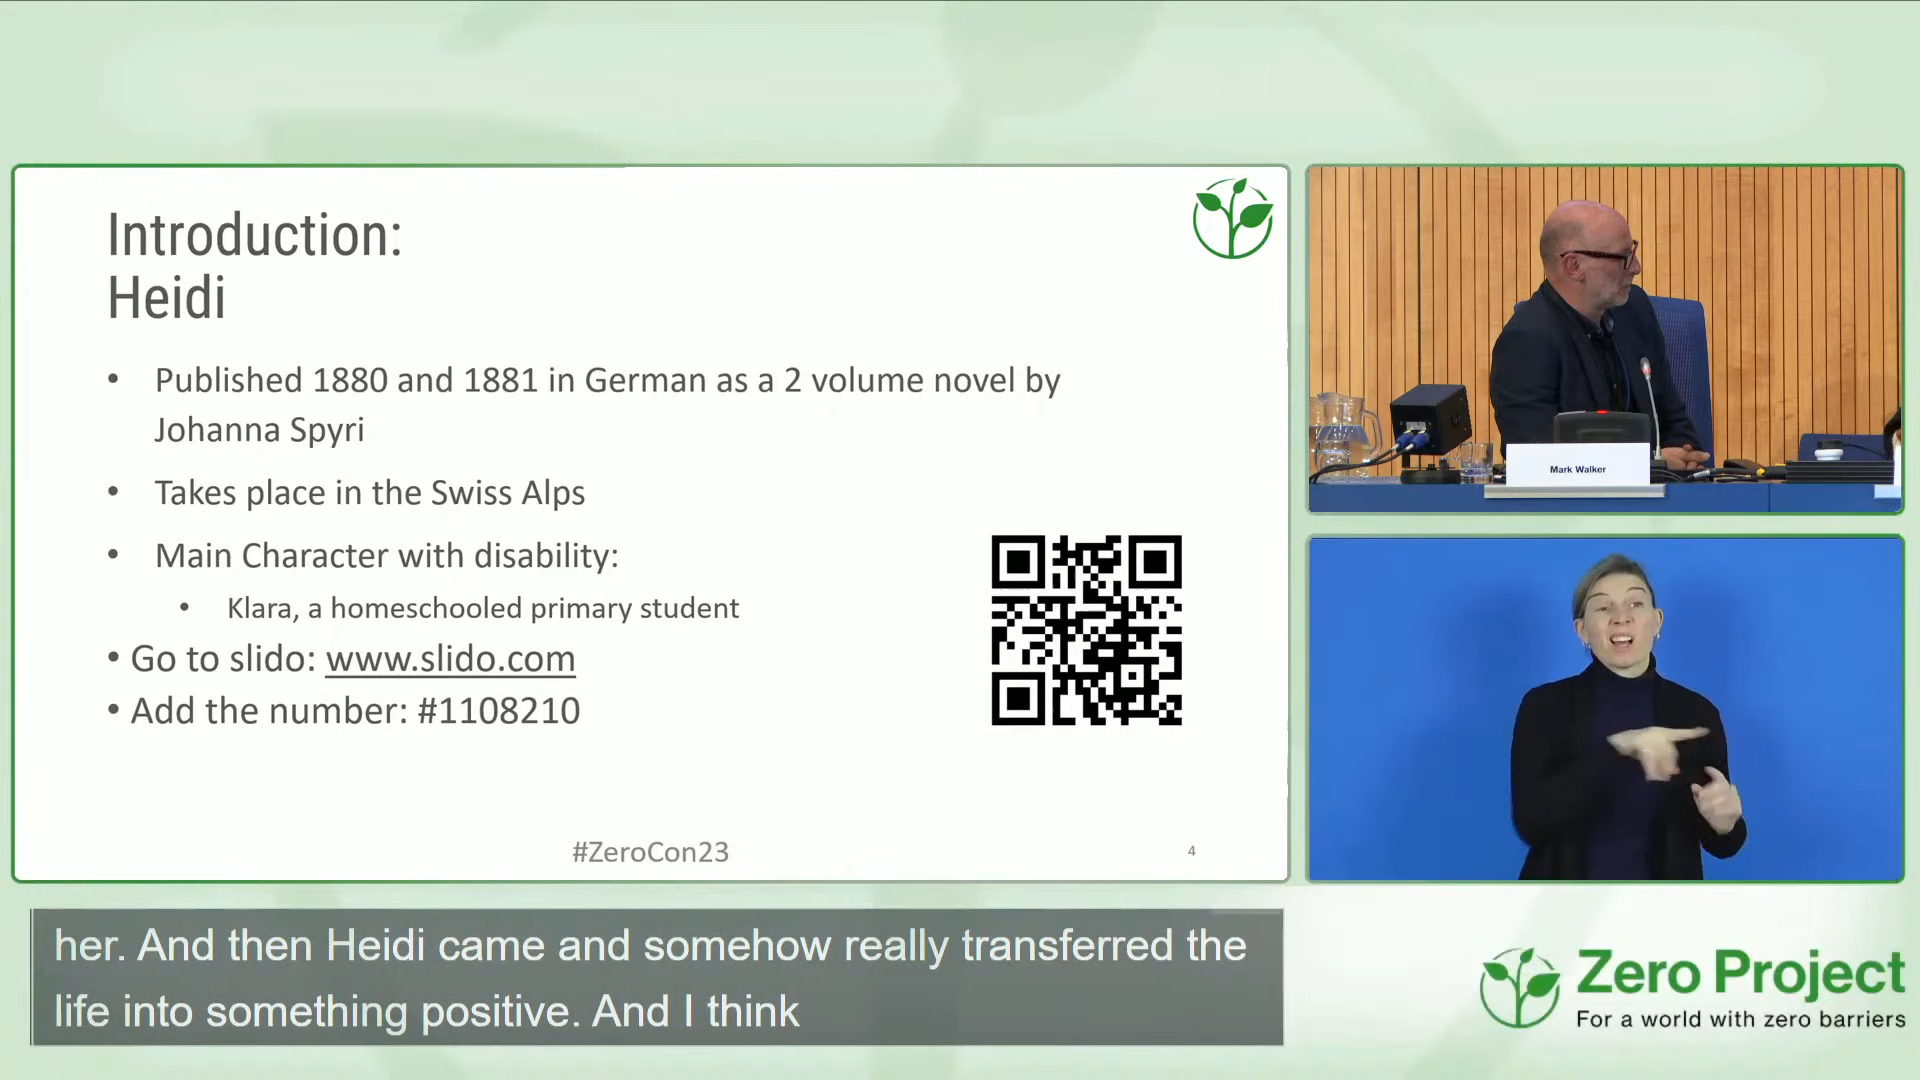 Introduction:
Heidi
• Published 1880 and 1881 in German as a 2 volume novel by
Johanna Spyri
• Takes place in the Swiss Alps
• Main Character with disability:
• Klara, a homeschooled primary student
• Go to slido: www.slido.com
• Add the number: #1108210
#ZeroCon23
4
Mark Walker
her. And then Heidi came and somehow really transferred the
life into something positive. And I think
Zero Project
For a world with zero barriers